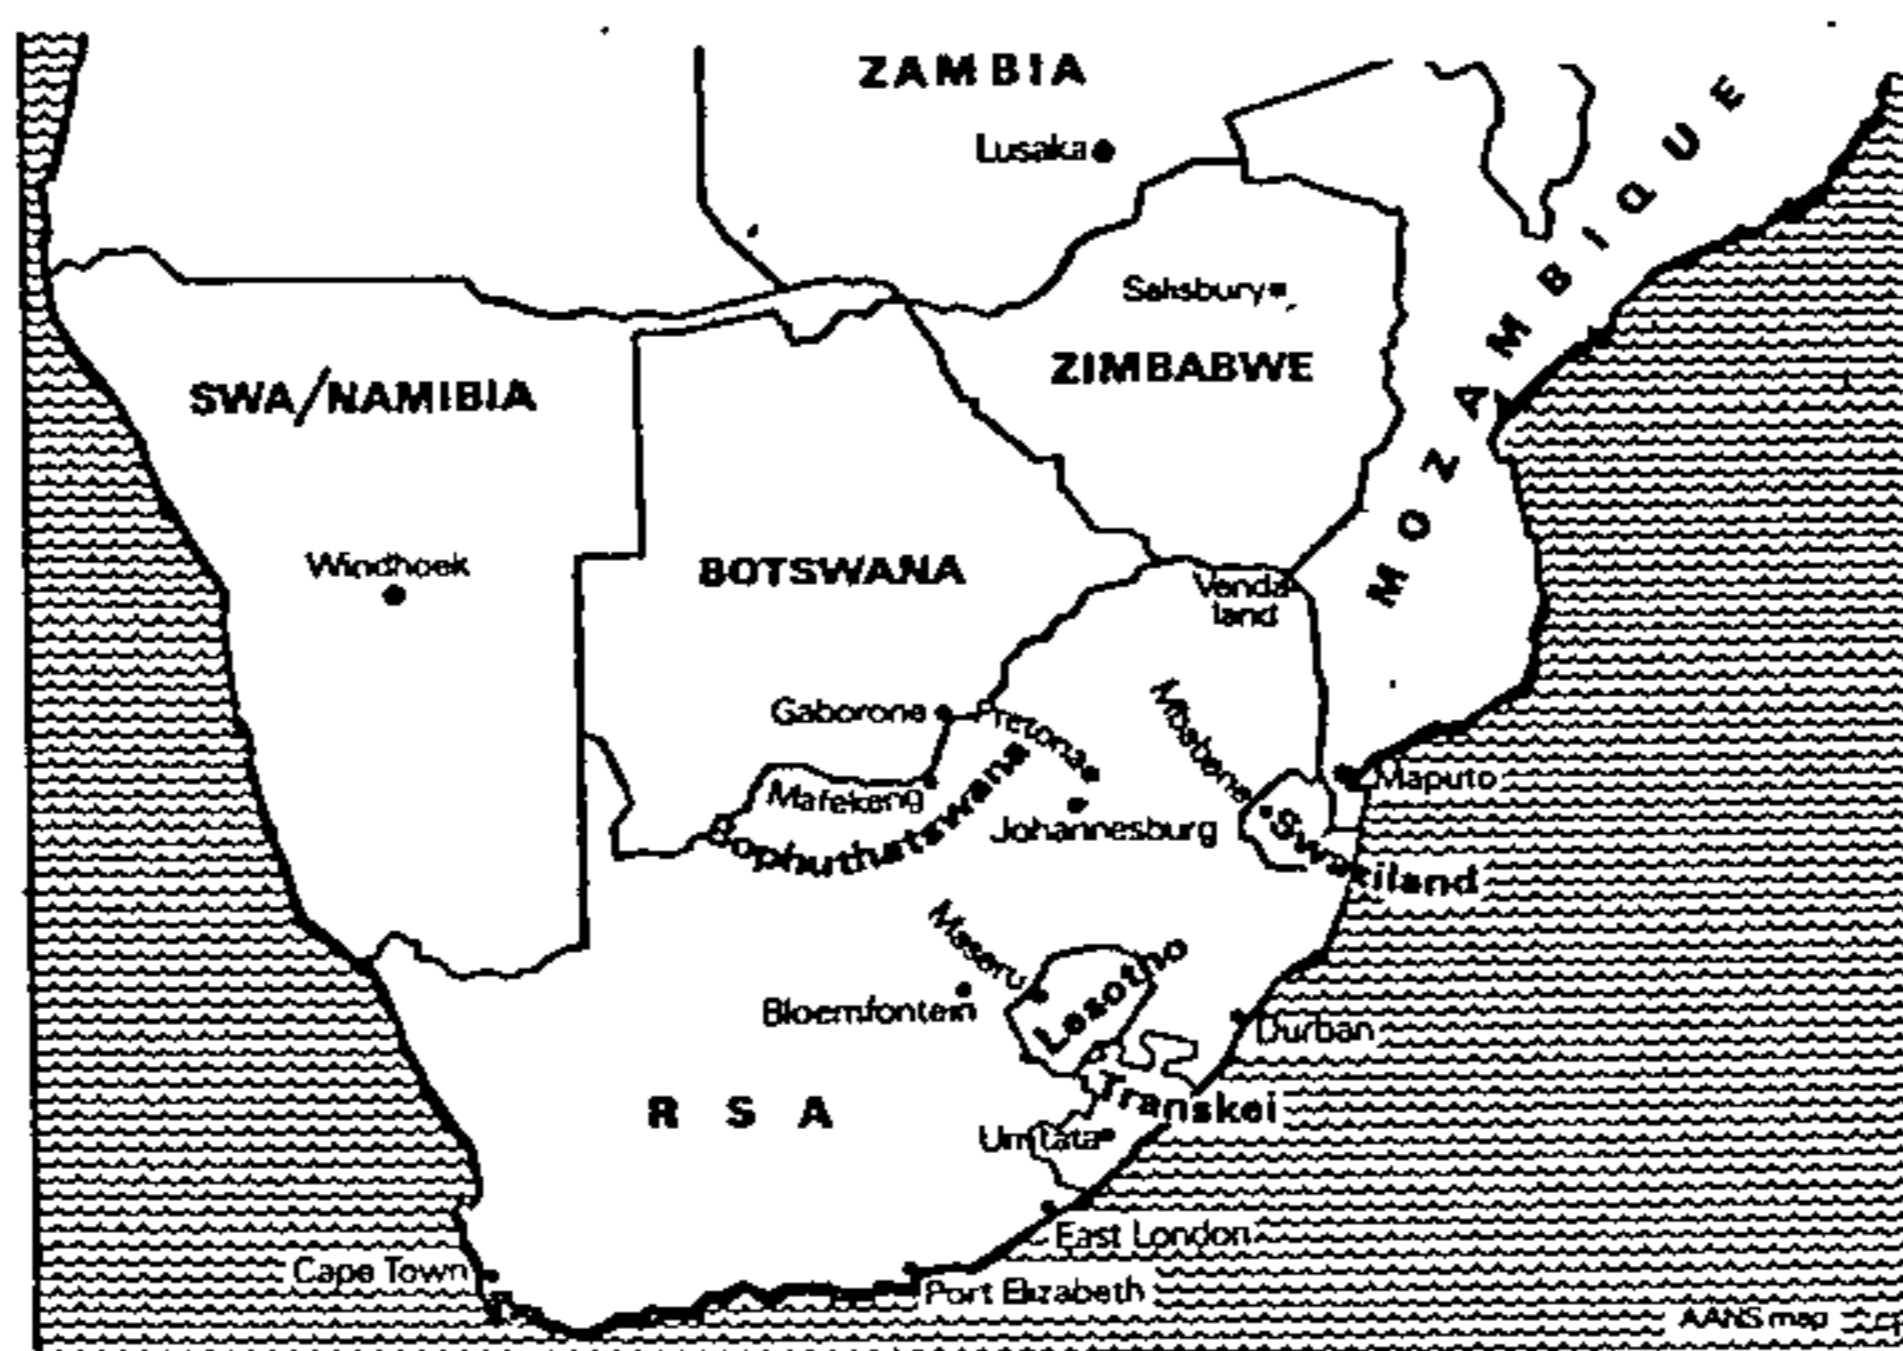 ZAMBIA
Lusaka
MOZAMBIQUE
Salisbury
ZIMBABWE
SWA/NAMIBIA
Windhoek
BOTSWANA
Venda-
land
Gaborone
Pretoria
Mbabane
Maputo
Mafekeng
Bophuthatswana
Johannesburg
Swaziland
Maseru
Lesotho
Bloemfontein
Durban
R S A
Transkei
Umtata
East London
Cape Town
Port Elizabeth
AANS map